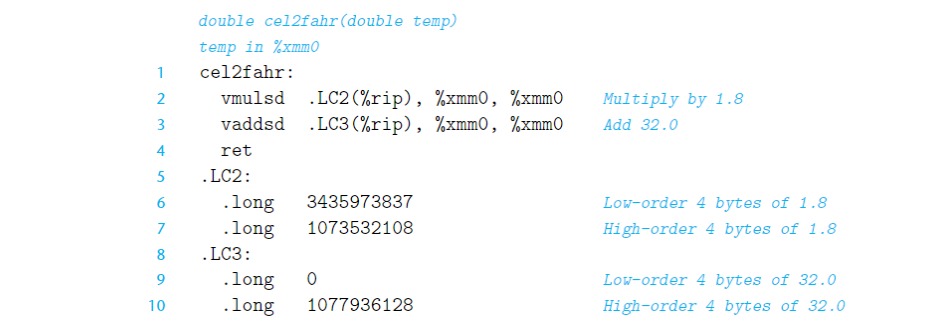 double cel2fahr(double temp)
temp in %xmm0
1 cel2fahr:
2 vmulsd .LC2(%rip), %xmm0, %xmm0 Multiply by 1.8
3 vaddsd .LC3(%rip), %xmm0, %xmm0 Add 32.0
4 ret
5 .LC2:
6 .long 3435973837 Low-order 4 bytes of 1.8
7 .long 1073532108 High-order 4 bytes of 1.8
8 .LC3:
9 .long 0 Low-order 4 bytes of 32.0
10 .long 1077936128 High-order 4 bytes of 32.0